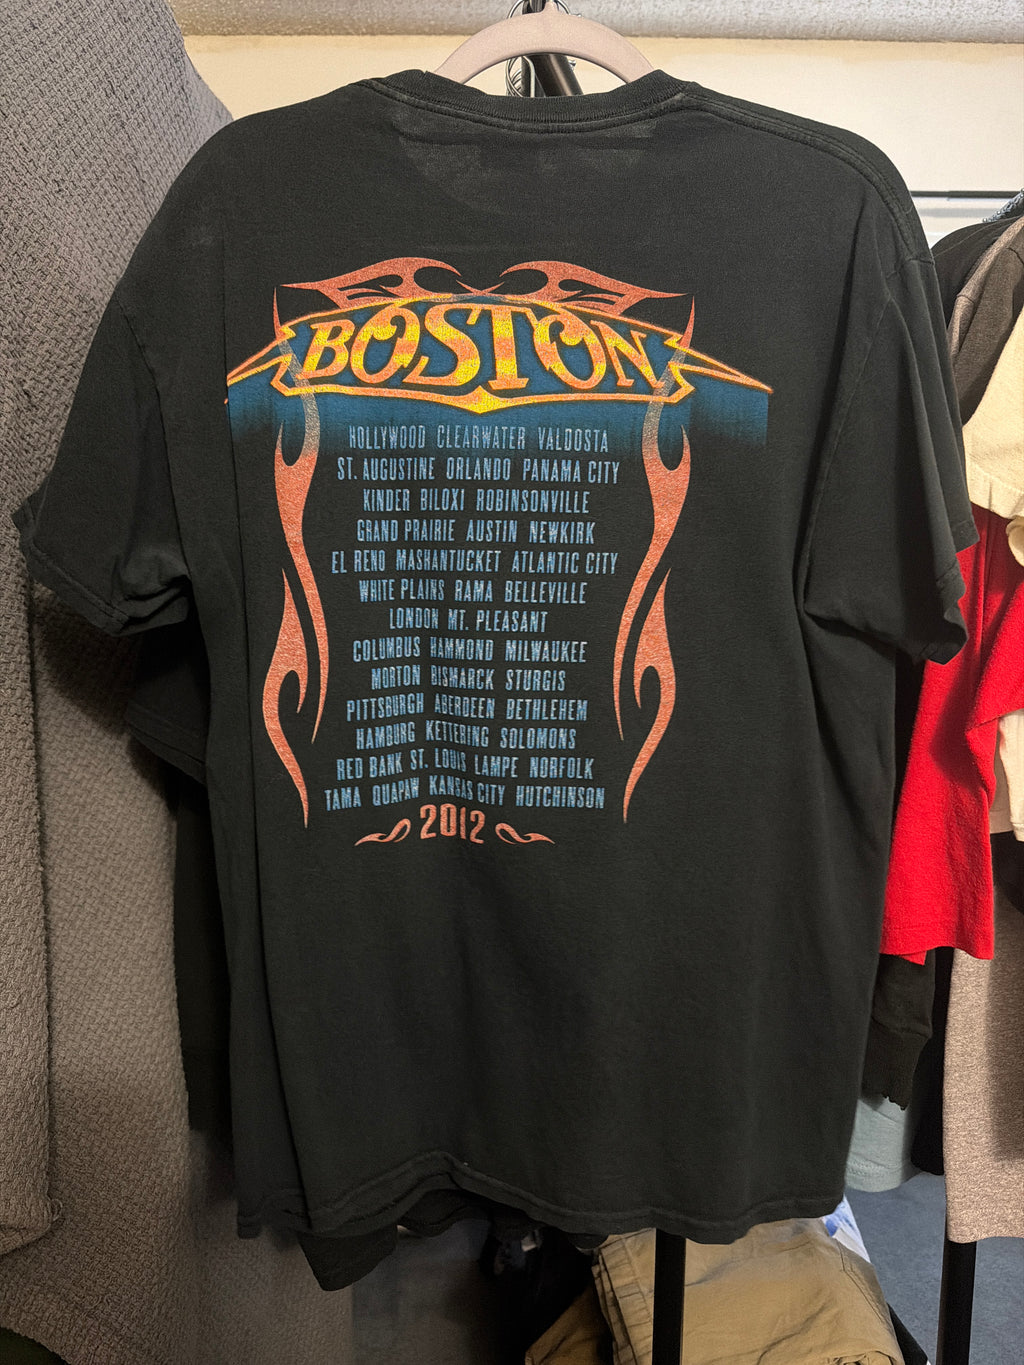 BOSTON
HOLLYWOOD CLEARWATER VALDOSTA
ST. AUGUSTINE ORLANDO PANAMA CITY
KINDER BILOXI ROBINSONVILLE
GRAND PRAIRIE AUSTIN NEWKIRK
EL RENO MASHANTUCKET ATLANTIC CITY
WHITE PLAINS RAMA BELLEVILLE
LONDON MT. PLEASANT
COLUMBUS HAMMOND MILWAUKEE
MORTON BISMARCK STURGIS
PITTSBURGH ABERDEEN BETHLEHEM
HAMBURG KETTERING SOLOMONS
RED BANK ST. LOUIS LAMPE NORFOLK
TAMA QUAPAW KANSAS CITY HUTCHINSON
2012